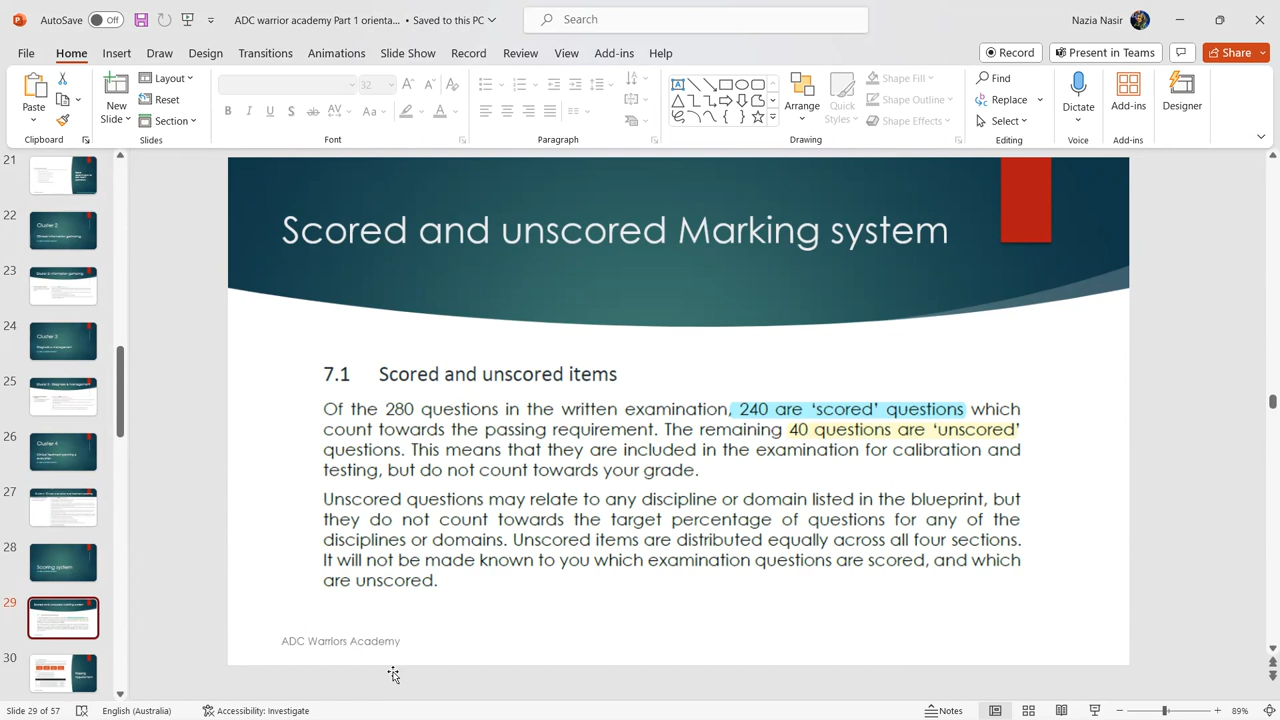 AutoSave Off ADC warrior academy Part 1 orienta... • Saved to this PC Search Nazia Nasir
File Home Insert Draw Design Transitions Animations Slide Show Record Review View Add-ins Help Record Present in Teams Share
Paste
New Slide
Layout
Reset
Section
32
Arrange
Quick Styles
Shape Fill
Shape Outline
Shape Effects
Find
Replace
Select
Dictate
Add-ins
Designer
Clipboard Slides Font Paragraph Drawing Editing Voice Add-ins
21
22
Cluster 2
23
24
Cluster 3
25
26
Cluster 4
27
28
Scoring system
29
30
Scored and unscored Marking system
7.1 Scored and unscored items
Of the 280 questions in the written examination, 240 are ‘scored’ questions which
count towards the passing requirement. The remaining 40 questions are ‘unscored’
questions. This means that they are included in the examination for calibration and
testing, but do not count towards your grade.
Unscored questions may relate to any discipline or domain listed in the blueprint, but
they do not count towards the target percentage of questions for any of the
disciplines or domains. Unscored items are distributed equally across all four sections.
It will not be made known to you which examination questions are scored, and which
are unscored.
ADC Warriors Academy
Slide 29 of 57 English (Australia) Accessibility: Investigate Notes 89%